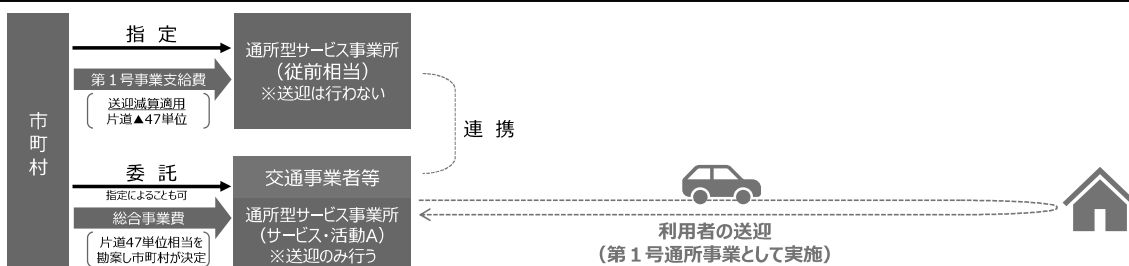 市町村
指 定
第１号事業支給費
送迎減算適用
片道▲47単位
通所型サービス事業所
（従前相当）
※送迎は行わない
連 携
委 託
指定によることも可
総合事業費
片道47単位相当を
勘案し市町村が決定
交通事業者等
通所型サービス事業所
（サービス・活動A）
※送迎のみ行う
利用者の送迎
（第１号通所事業として実施）